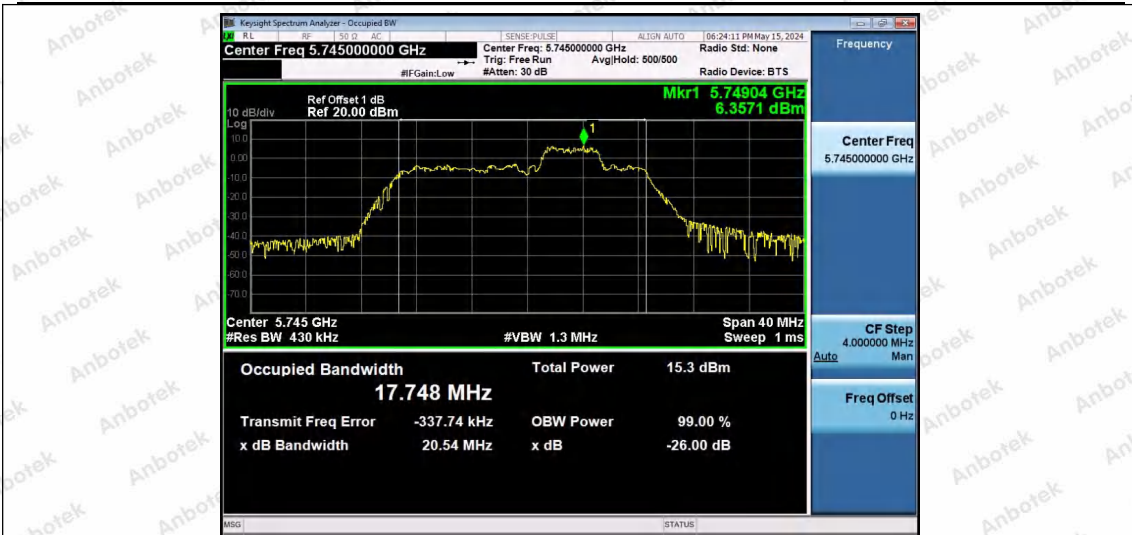 Keysight Spectrum Analyzer - Occupied BW
RL RF 50 Ω AC SENSE:PULSE ALIGN AUTO 06:24:11 PM May 15, 2024
Center Freq 5.745000000 GHz Center Freq: 5.745000000 GHz Radio Std: None Frequency
Trig: Free Run Avg|Hold: 500/500
#IFGain:Low #Atten: 30 dB Radio Device: BTS
Mkr1 5.74904 GHz
6.3571 dBm
Ref Offset 1 dB
10 dB/div Ref 20.00 dBm
Log
1
10.0
0.00
-10.0
-20.0
-30.0
-40.0
-50.0
-60.0
-70.0
Center Freq
5.745000000 GHz
Center 5.745 GHz Span 40 MHz
#Res BW 430 kHz #VBW 1.3 MHz Sweep 1 ms
CF Step
4.000000 MHz
Auto Man
Occupied Bandwidth Total Power 15.3 dBm
17.748 MHz
Freq Offset
0 Hz
Transmit Freq Error -337.74 kHz OBW Power 99.00 %
x dB Bandwidth 20.54 MHz x dB -26.00 dB
MSG STATUS
Anbotek